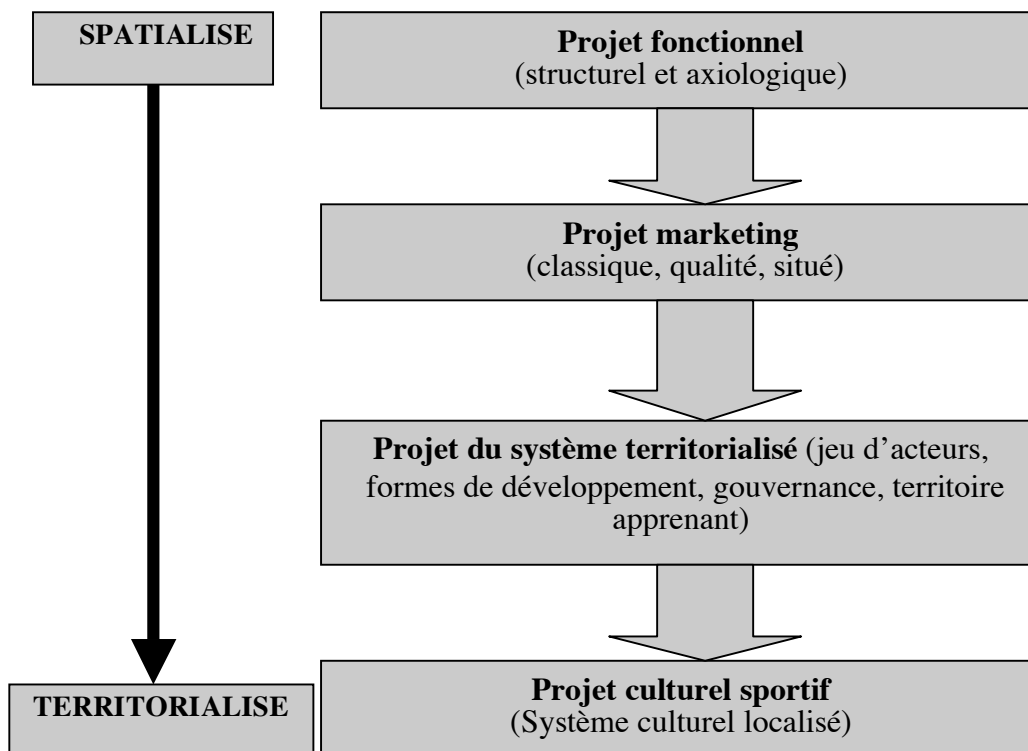 SPATIALISE
Projet fonctionnel
(structurel et axiologique)
Projet marketing
(classique, qualité, situé)
Projet du système territorialisé (jeu d’acteurs,
formes de développement, gouvernance, territoire
apprenant)
TERRITORIALISE
Projet culturel sportif
(Système culturel localisé)